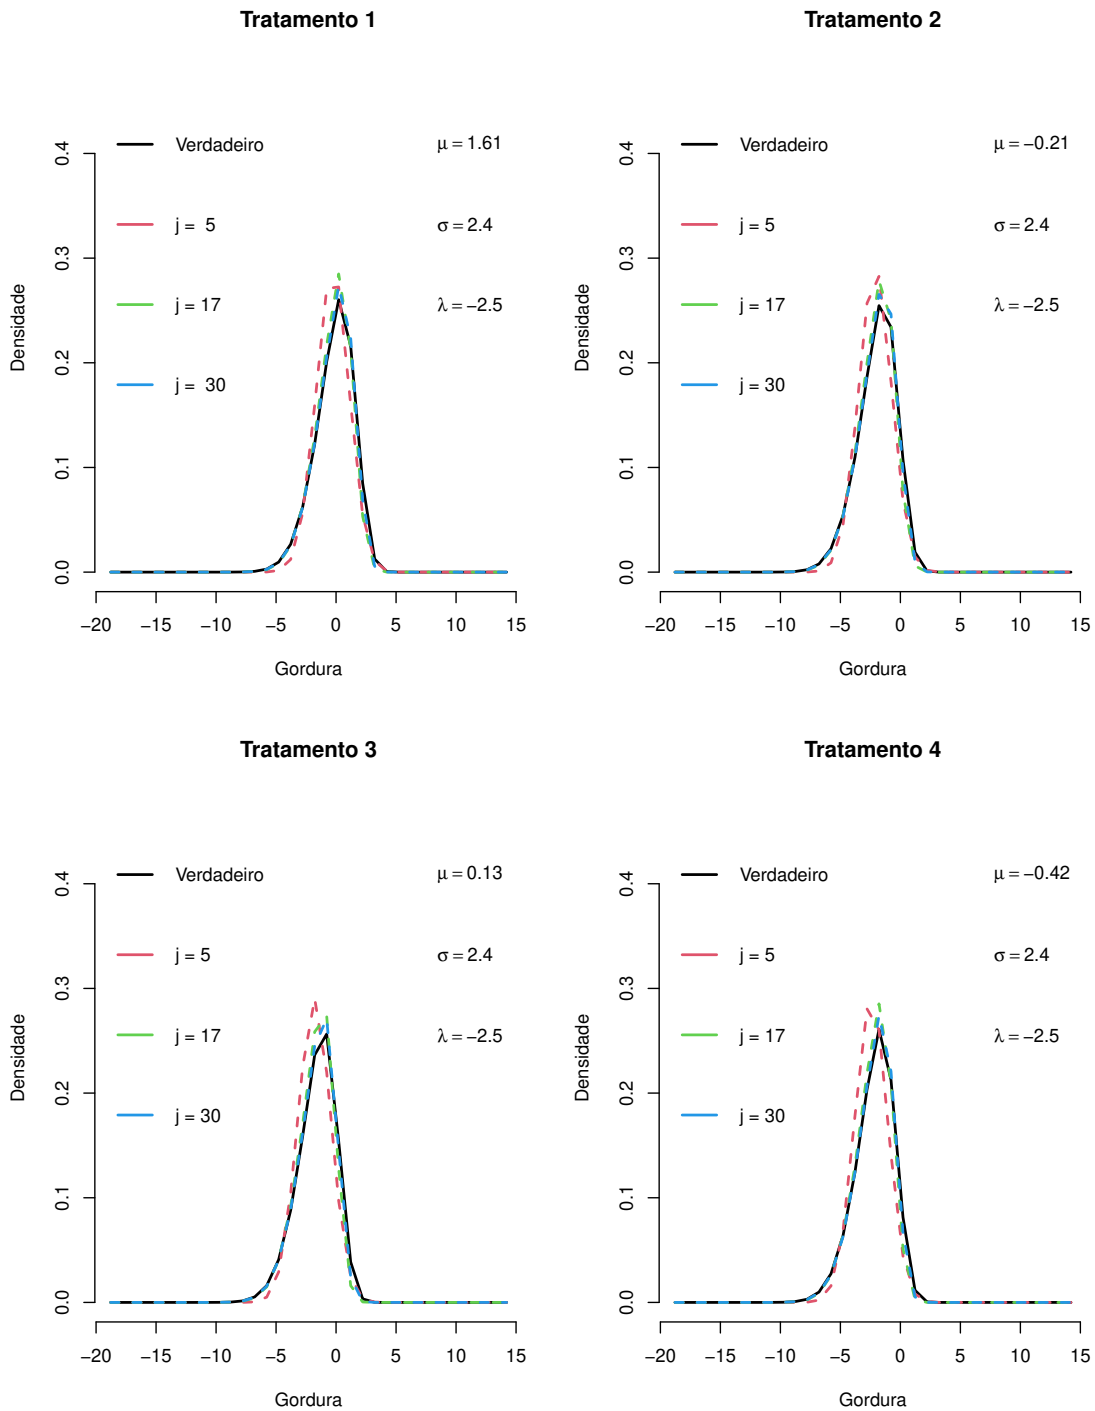 Tratamento 1
Verdadeiro
μ = 1.61
j = 5
σ = 2.4
j = 17
λ = −2.5
j = 30
Densidade
0.0 0.1 0.2 0.3 0.4
−20 −15 −10 −5 0 5 10 15
Gordura
Tratamento 2
Verdadeiro
μ = −0.21
j = 5
σ = 2.4
j = 17
λ = −2.5
j = 30
Densidade
0.0 0.1 0.2 0.3 0.4
−20 −15 −10 −5 0 5 10 15
Gordura
Tratamento 3
Verdadeiro
μ = 0.13
j = 5
σ = 2.4
j = 17
λ = −2.5
j = 30
Densidade
0.0 0.1 0.2 0.3 0.4
−20 −15 −10 −5 0 5 10 15
Gordura
Tratamento 4
Verdadeiro
μ = −0.42
j = 5
σ = 2.4
j = 17
λ = −2.5
j = 30
Densidade
0.0 0.1 0.2 0.3 0.4
−20 −15 −10 −5 0 5 10 15
Gordura